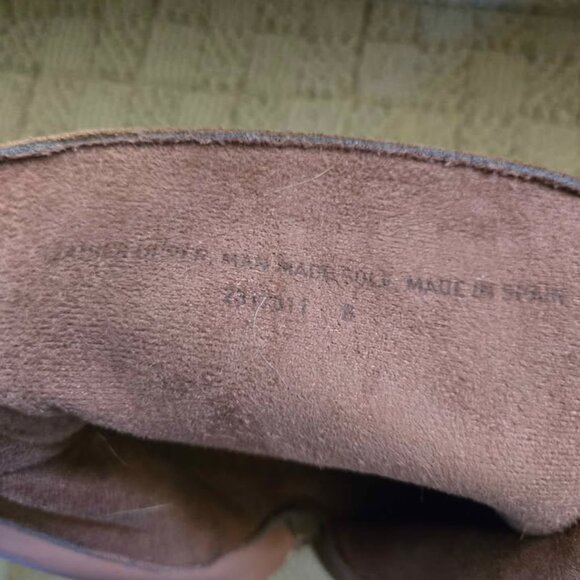 LEATHER UPPER, MAN MADE SOLE, MADE IN SPAIN
8